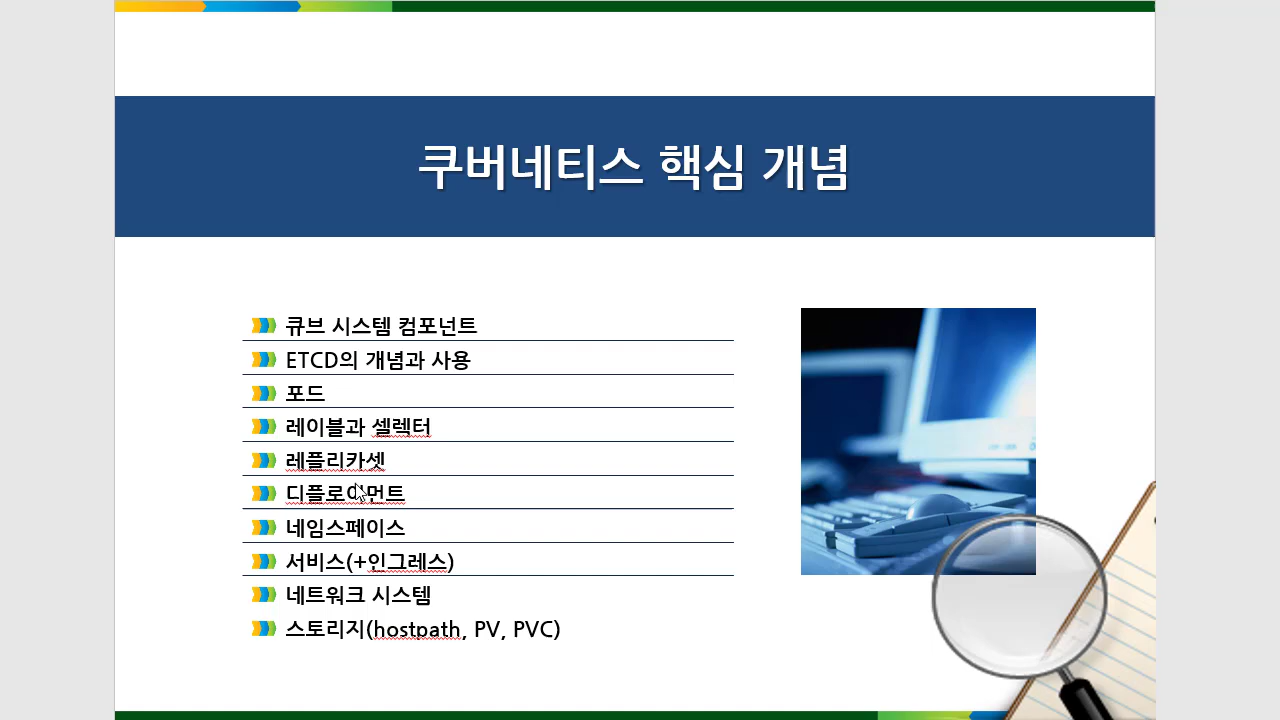 쿠버네티스 핵심 개념
큐브 시스템 컴포넌트
ETCD의 개념과 사용
포드
레이블과 셀렉터
레플리카셋
디플로이먼트
네임스페이스
서비스(+인그레스)
네트워크 시스템
스토리지(hostpath, PV, PVC)